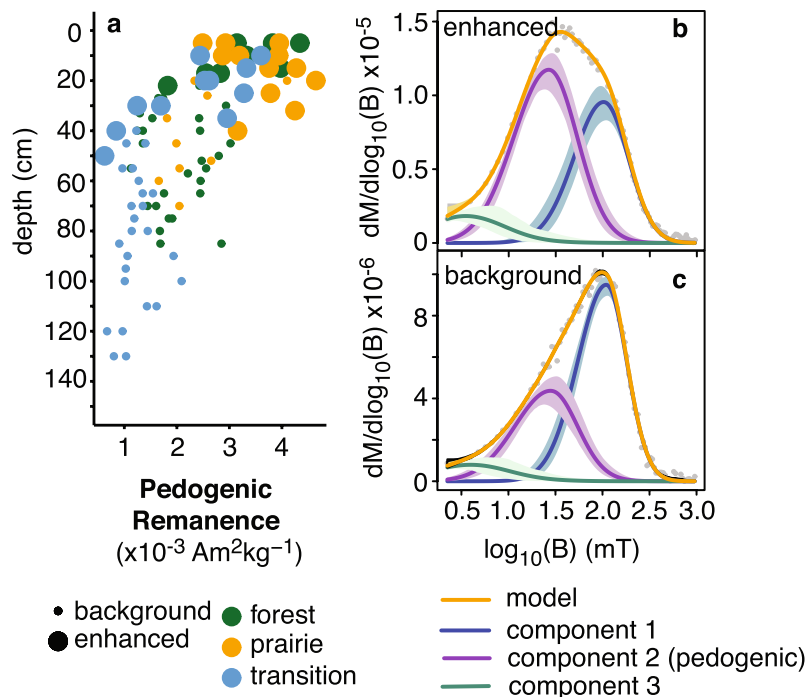 a
0
20
40
60
80
100
120
140
depth (cm)
1 2 3 4
Pedogenic
Remanence
(x10-3 Am2kg–1)
background
enhanced
forest
prairie
transition
enhanced b
1.5
1.0
0.5
0
dM/dlog10(B) x10-5
background c
8
4
0
dM/dlog10(B) x10-6
0.5 1.0 1.5 2.0 2.5 3.0
log10(B) (mT)
model
component 1
component 2 (pedogenic)
component 3